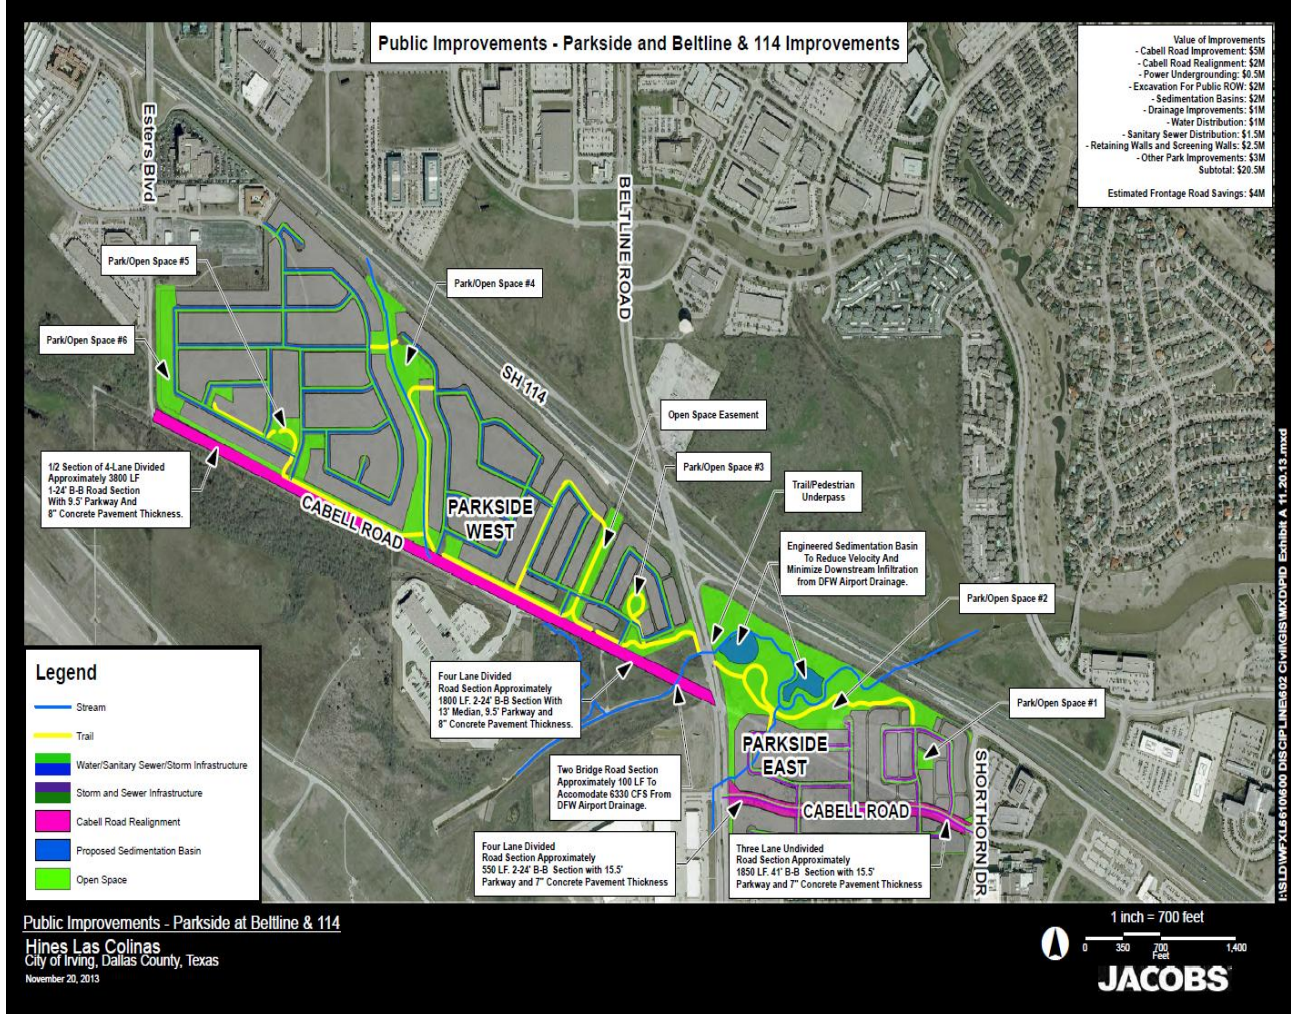 Public Improvements - Parkside and Beltline & 114 Improvements
Value of Improvements
- Cabell Road Improvement: $5M
- Cabell Road Realignment: $2M
- Power Undergrounding: $0.5M
- Excavation For Public ROW: $2M
- Sedimentation Basins: $2M
- Drainage Improvements: $1M
- Water Distribution: $1M
- Sanitary Sewer Distribution: $1.5M
- Retaining Walls and Screening Walls: $2.5M
- Other Park Improvements: $3M
Subtotal: $20.5M
Estimated Frontage Road Savings: $4M
Esters Blvd
BELTLINE ROAD
Park/Open Space #5
Park/Open Space #4
Park/Open Space #6
SH 114
Open Space Easement
Park/Open Space #3
1/2 Section of 4-Lane Divided
Approximately 3800 LF
1-24' B-B Road Section
With 9.5' Parkway And
8" Concrete Pavement Thickness.
Trail/Pedestrian
Underpass
CABELL ROAD
PARKSIDE
WEST
Engineered Sedimentation Basin
To Reduce Velocity And
Minimize Downstream Infiltration
from DFW Airport Drainage.
Park/Open Space #2
Four Lane Divided
Road Section Approximately
1800 LF. 2-24' B-B Section With
13' Median, 9.5' Parkway and
8" Concrete Pavement Thickness.
Park/Open Space #1
PARKSIDE
EAST
SHORTHORN DR
Two Bridge Road Section
Approximately 100 LF To
Accomodate 6330 CFS From
DFW Airport Drainage.
CABELL ROAD
Four Lane Divided
Road Section Approximately
550 LF. 2-24' B-B Section with 15.5'
Parkway and 7" Concrete Pavement Thickness
Three Lane Undivided
Road Section Approximately
1850 LF. 41' B-B Section with 15.5'
Parkway and 7" Concrete Pavement Thickness
Legend
Stream
Trail
Water/Sanitary Sewer/Storm Infrastructure
Storm and Sewer Infrastructure
Cabell Road Realignment
Proposed Sedimentation Basin
Open Space
I:\SLD\WFXL6610\600 DISCIPLINE\602 Civil\GIS\MXD\PID Exhibit A 11.20.13.mxd
Public Improvements - Parkside at Beltline & 114
Hines Las Colinas
City of Irving, Dallas County, Texas
November 20, 2013
1 inch = 700 feet
0 350 700 1,400
Feet
JACOBS